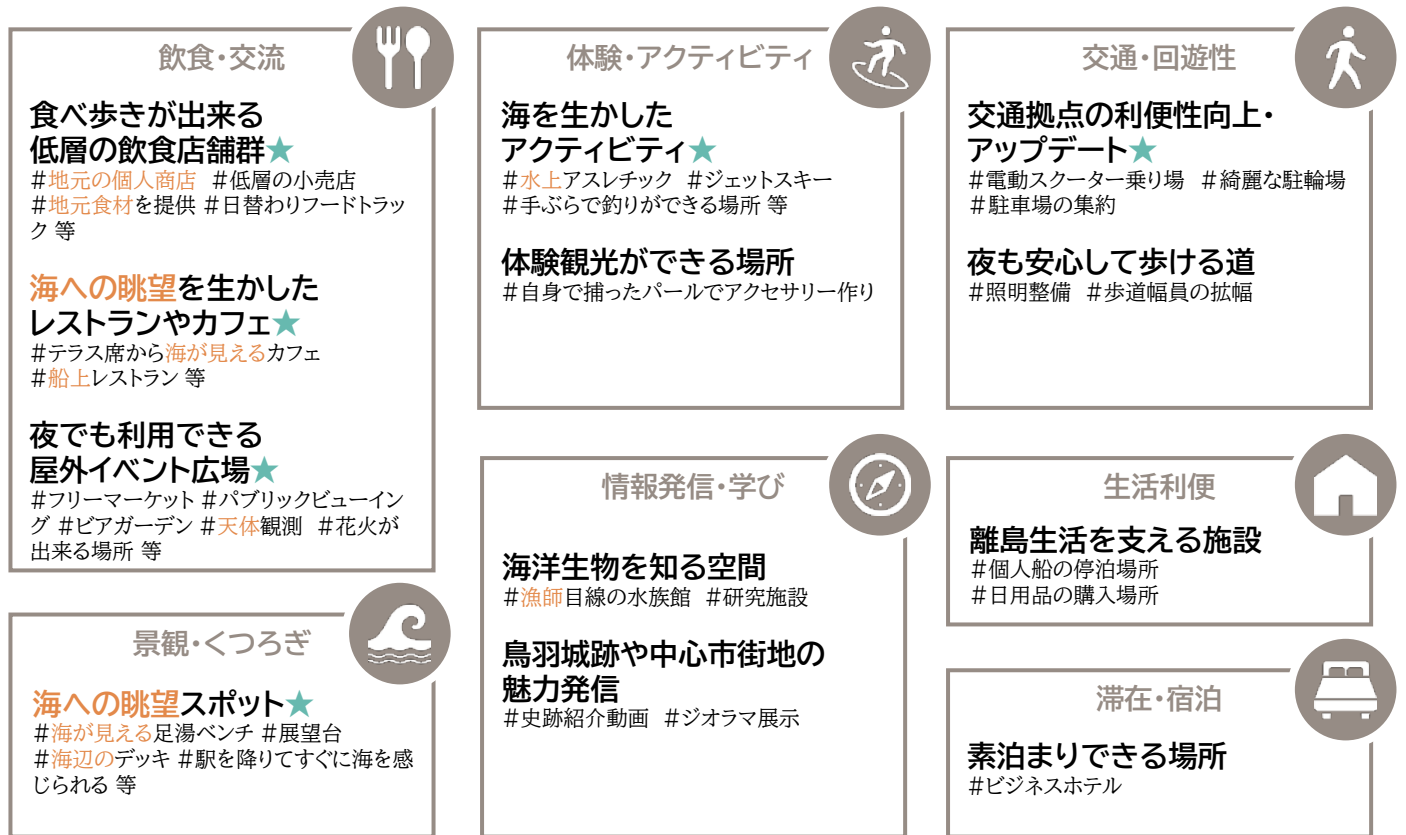 飲食・交流
食べ歩きが出来る
低層の飲食店舗群★
#地元の個人商店 #低層の小売店
#地元食材を提供 #日替わりフードトラッ
ク 等
海への眺望を生かした
レストランやカフェ★
#テラス席から海が見えるカフェ
#船上レストラン 等
夜でも利用できる
屋外イベント広場★
#フリーマーケット #パブリックビューイン
グ #ビアガーデン #天体観測 #花火が
出来る場所 等
景観・くつろぎ
海への眺望スポット★
#海が見える足湯ベンチ #展望台
#海辺のデッキ #駅を降りてすぐに海を感
じられる 等
体験・アクティビティ
海を生かした
アクティビティ★
#水上アスレチック #ジェットスキー
#手ぶらで釣りができる場所 等
体験観光ができる場所
#自身で捕ったパールでアクセサリー作り
情報発信・学び
海洋生物を知る空間
#漁師目線の水族館 #研究施設
鳥羽城跡や中心市街地の
魅力発信
#史跡紹介動画 #ジオラマ展示
交通・回遊性
交通拠点の利便性向上・
アップデート★
#電動スクーター乗り場 #綺麗な駐輪場
#駐車場の集約
夜も安心して歩ける道
#照明整備 #歩道幅員の拡幅
生活利便
離島生活を支える施設
#個人船の停泊場所
#日用品の購入場所
滞在・宿泊
素泊まりできる場所
#ビジネスホテル